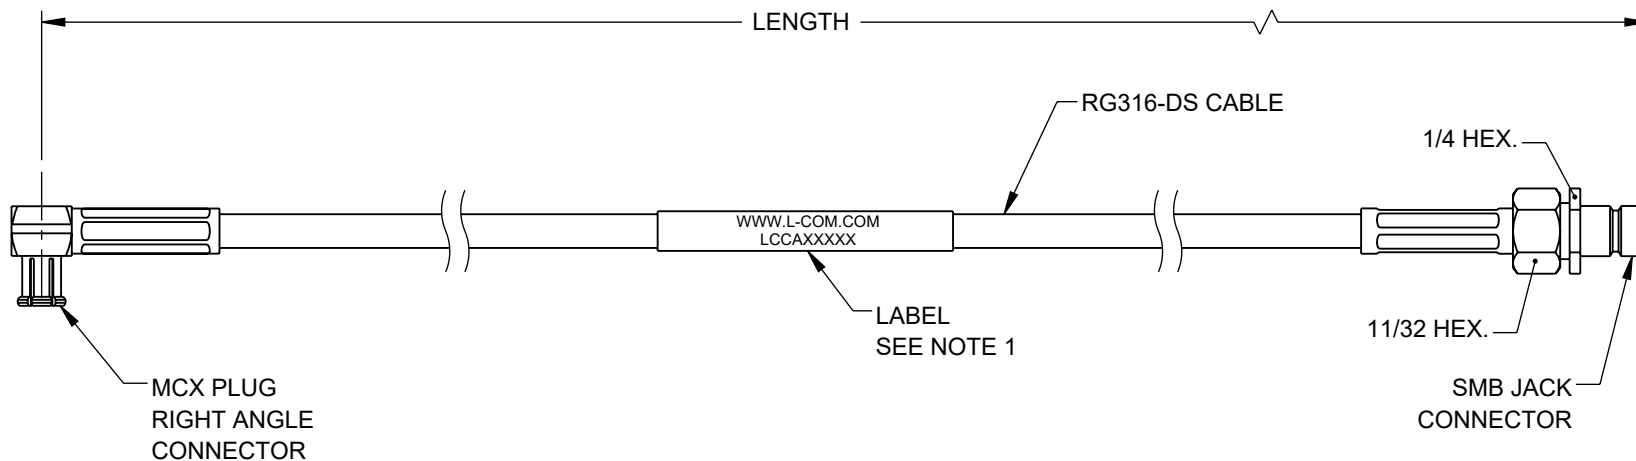 LENGTH
RG316-DS CABLE
1/4 HEX.
WWW.L-COM.COM
LCCAXXXXX
LABEL
SEE NOTE 1
11/32 HEX.
MCX PLUG
RIGHT ANGLE
CONNECTOR
SMB JACK
CONNECTOR